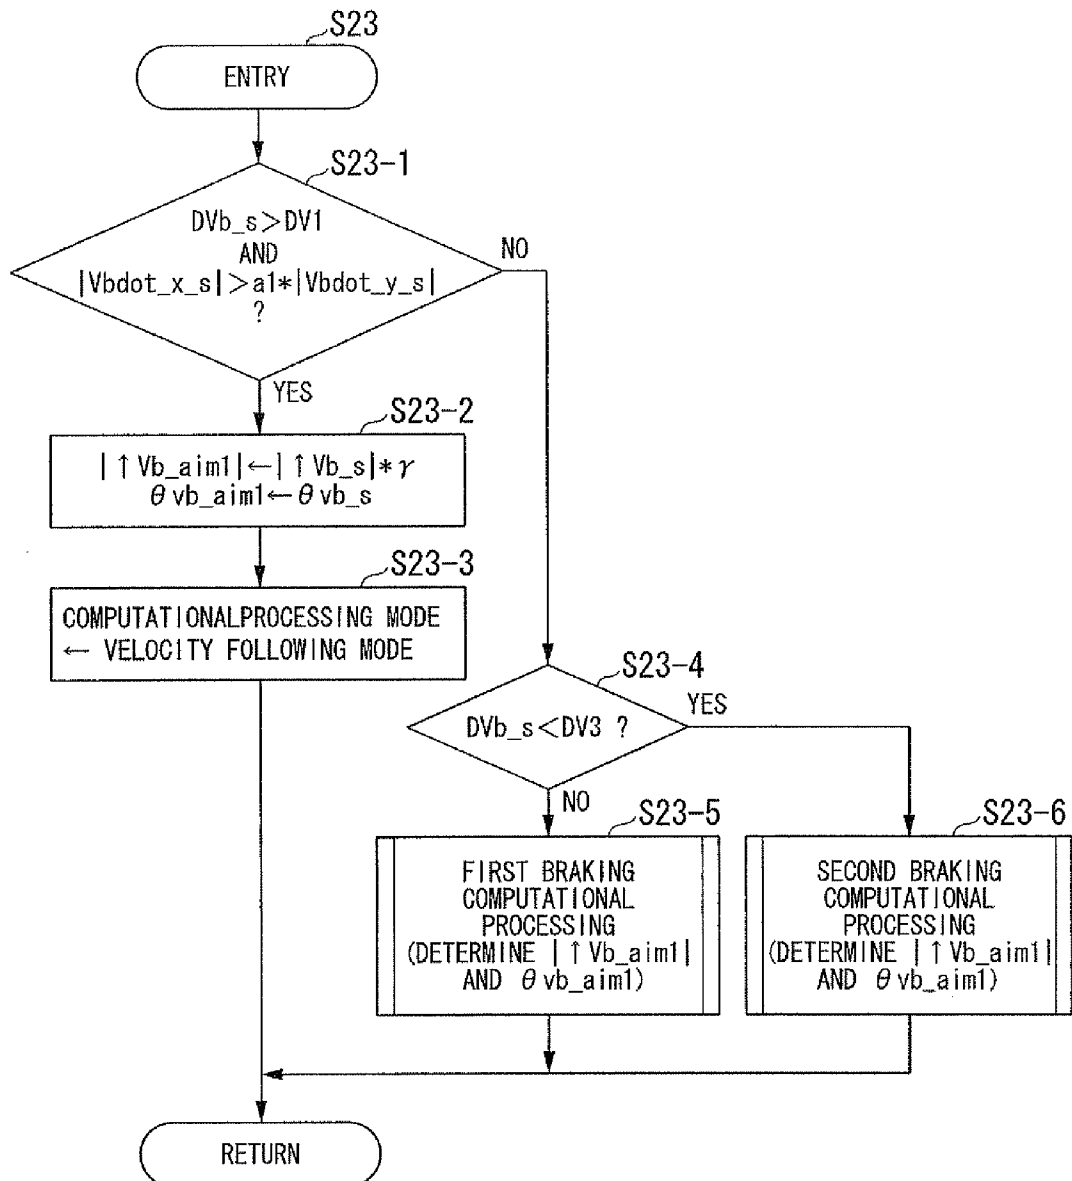 S23
ENTRY
S23-1
DVb_s>DV1
AND
|Vbdot_x_s|>a1*|Vbdot_y_s|
?
NO
YES
S23-2
|↑Vb_aim1|←|↑Vb_s|*γ
θvb_aim1←θvb_s
S23-3
COMPUTATIONALPROCESSING MODE
← VELOCITY FOLLOWING MODE
S23-4
DVb_s<DV3 ?
YES
NO
S23-5
FIRST BRAKING
COMPUTATIONAL
PROCESSING
(DETERMINE |↑Vb_aim1|
AND θvb_aim1)
S23-6
SECOND BRAKING
COMPUTATIONAL
PROCESSING
(DETERMINE |↑Vb_aim1|
AND θvb_aim1)
RETURN